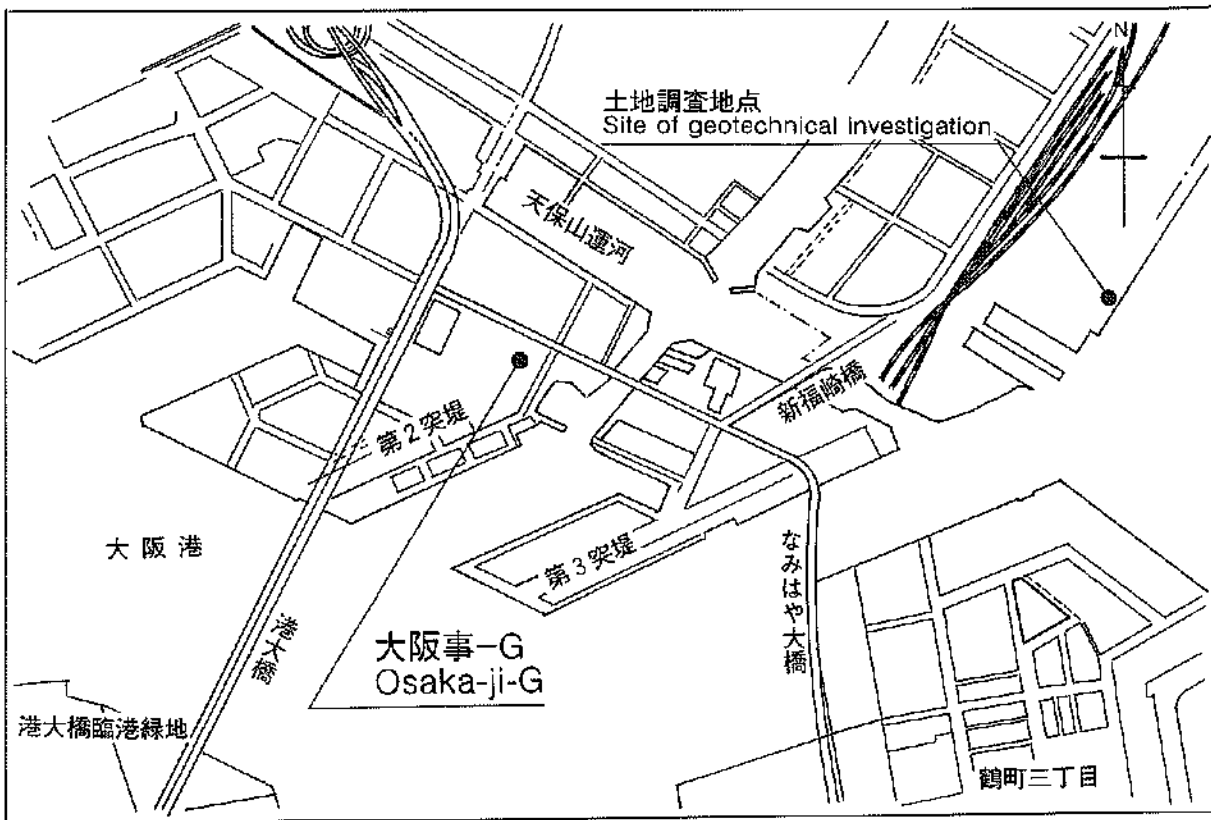 N
土地調査地点
Site of geotechnical investigation
天保山運河
新福崎橋
第2突堤
大阪港
第3突堤
なみはや大橋
港大橋
大阪事-G
Osaka-ji-G
港大橋臨港緑地
鶴町三丁目